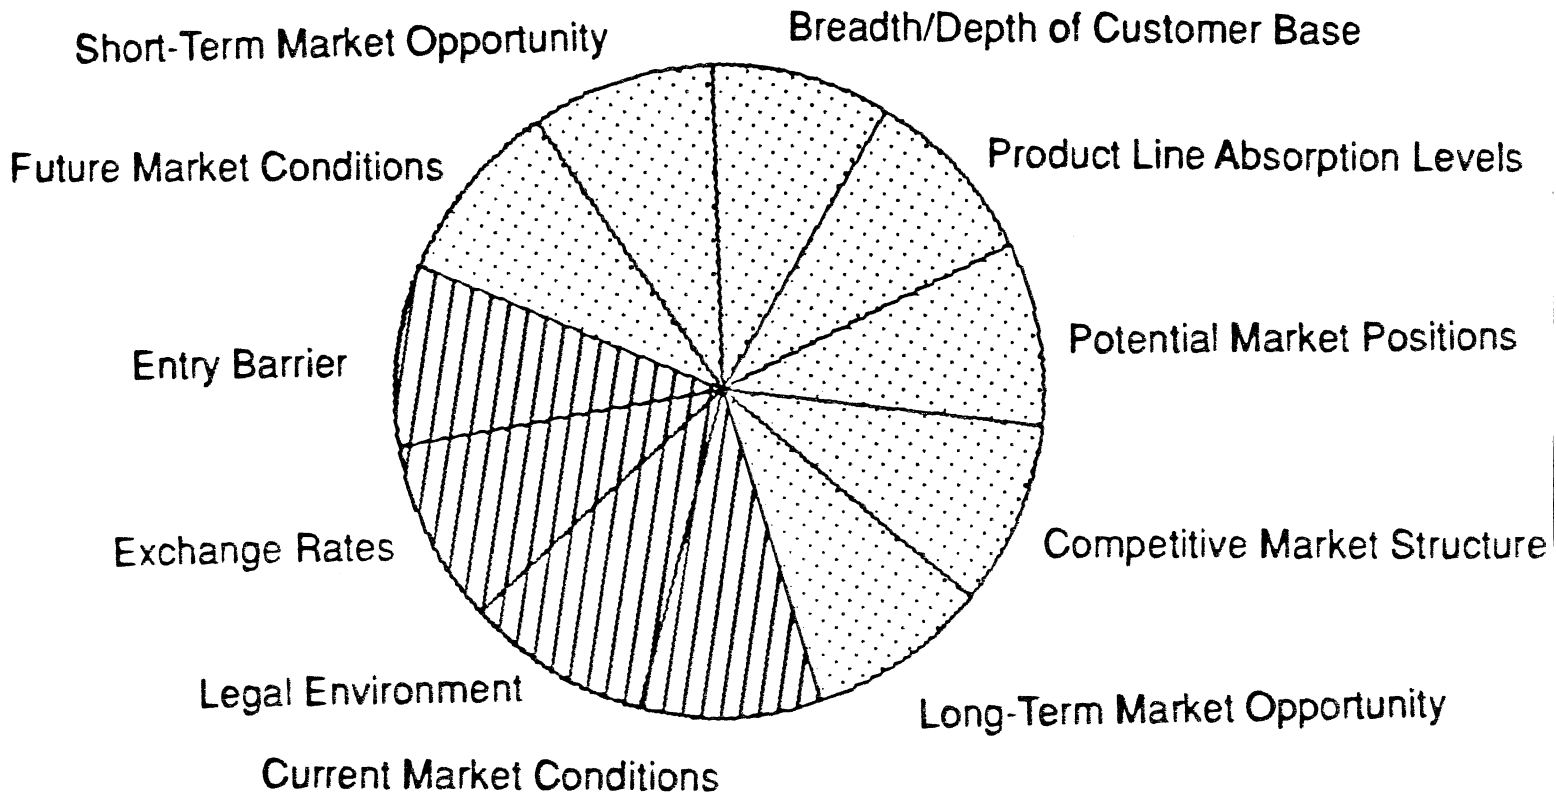 Short-Term Market Opportunity
Breadth/Depth of Customer Base
Future Market Conditions
Product Line Absorption Levels
Entry Barrier
Potential Market Positions
Exchange Rates
Competitive Market Structure
Legal Environment
Long-Term Market Opportunity
Current Market Conditions